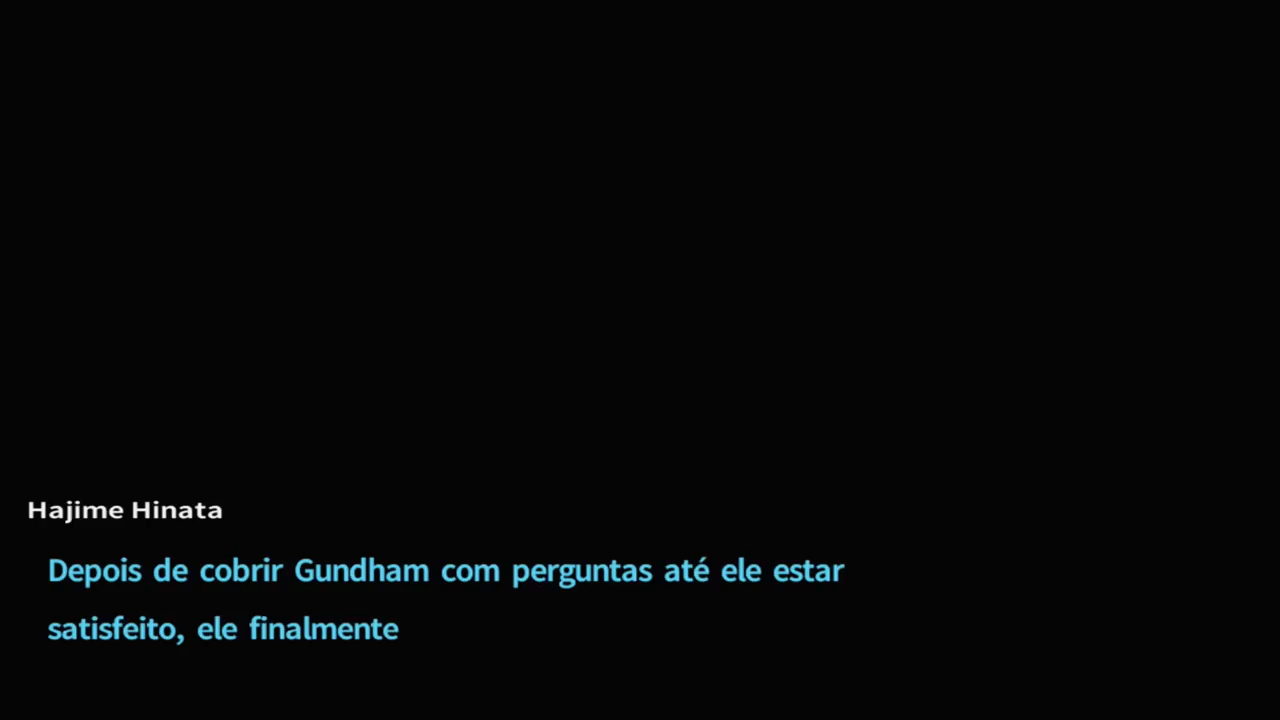 Hajime Hinata
Depois de cobrir Gundham com perguntas até ele estar
satisfeito, ele finalmente